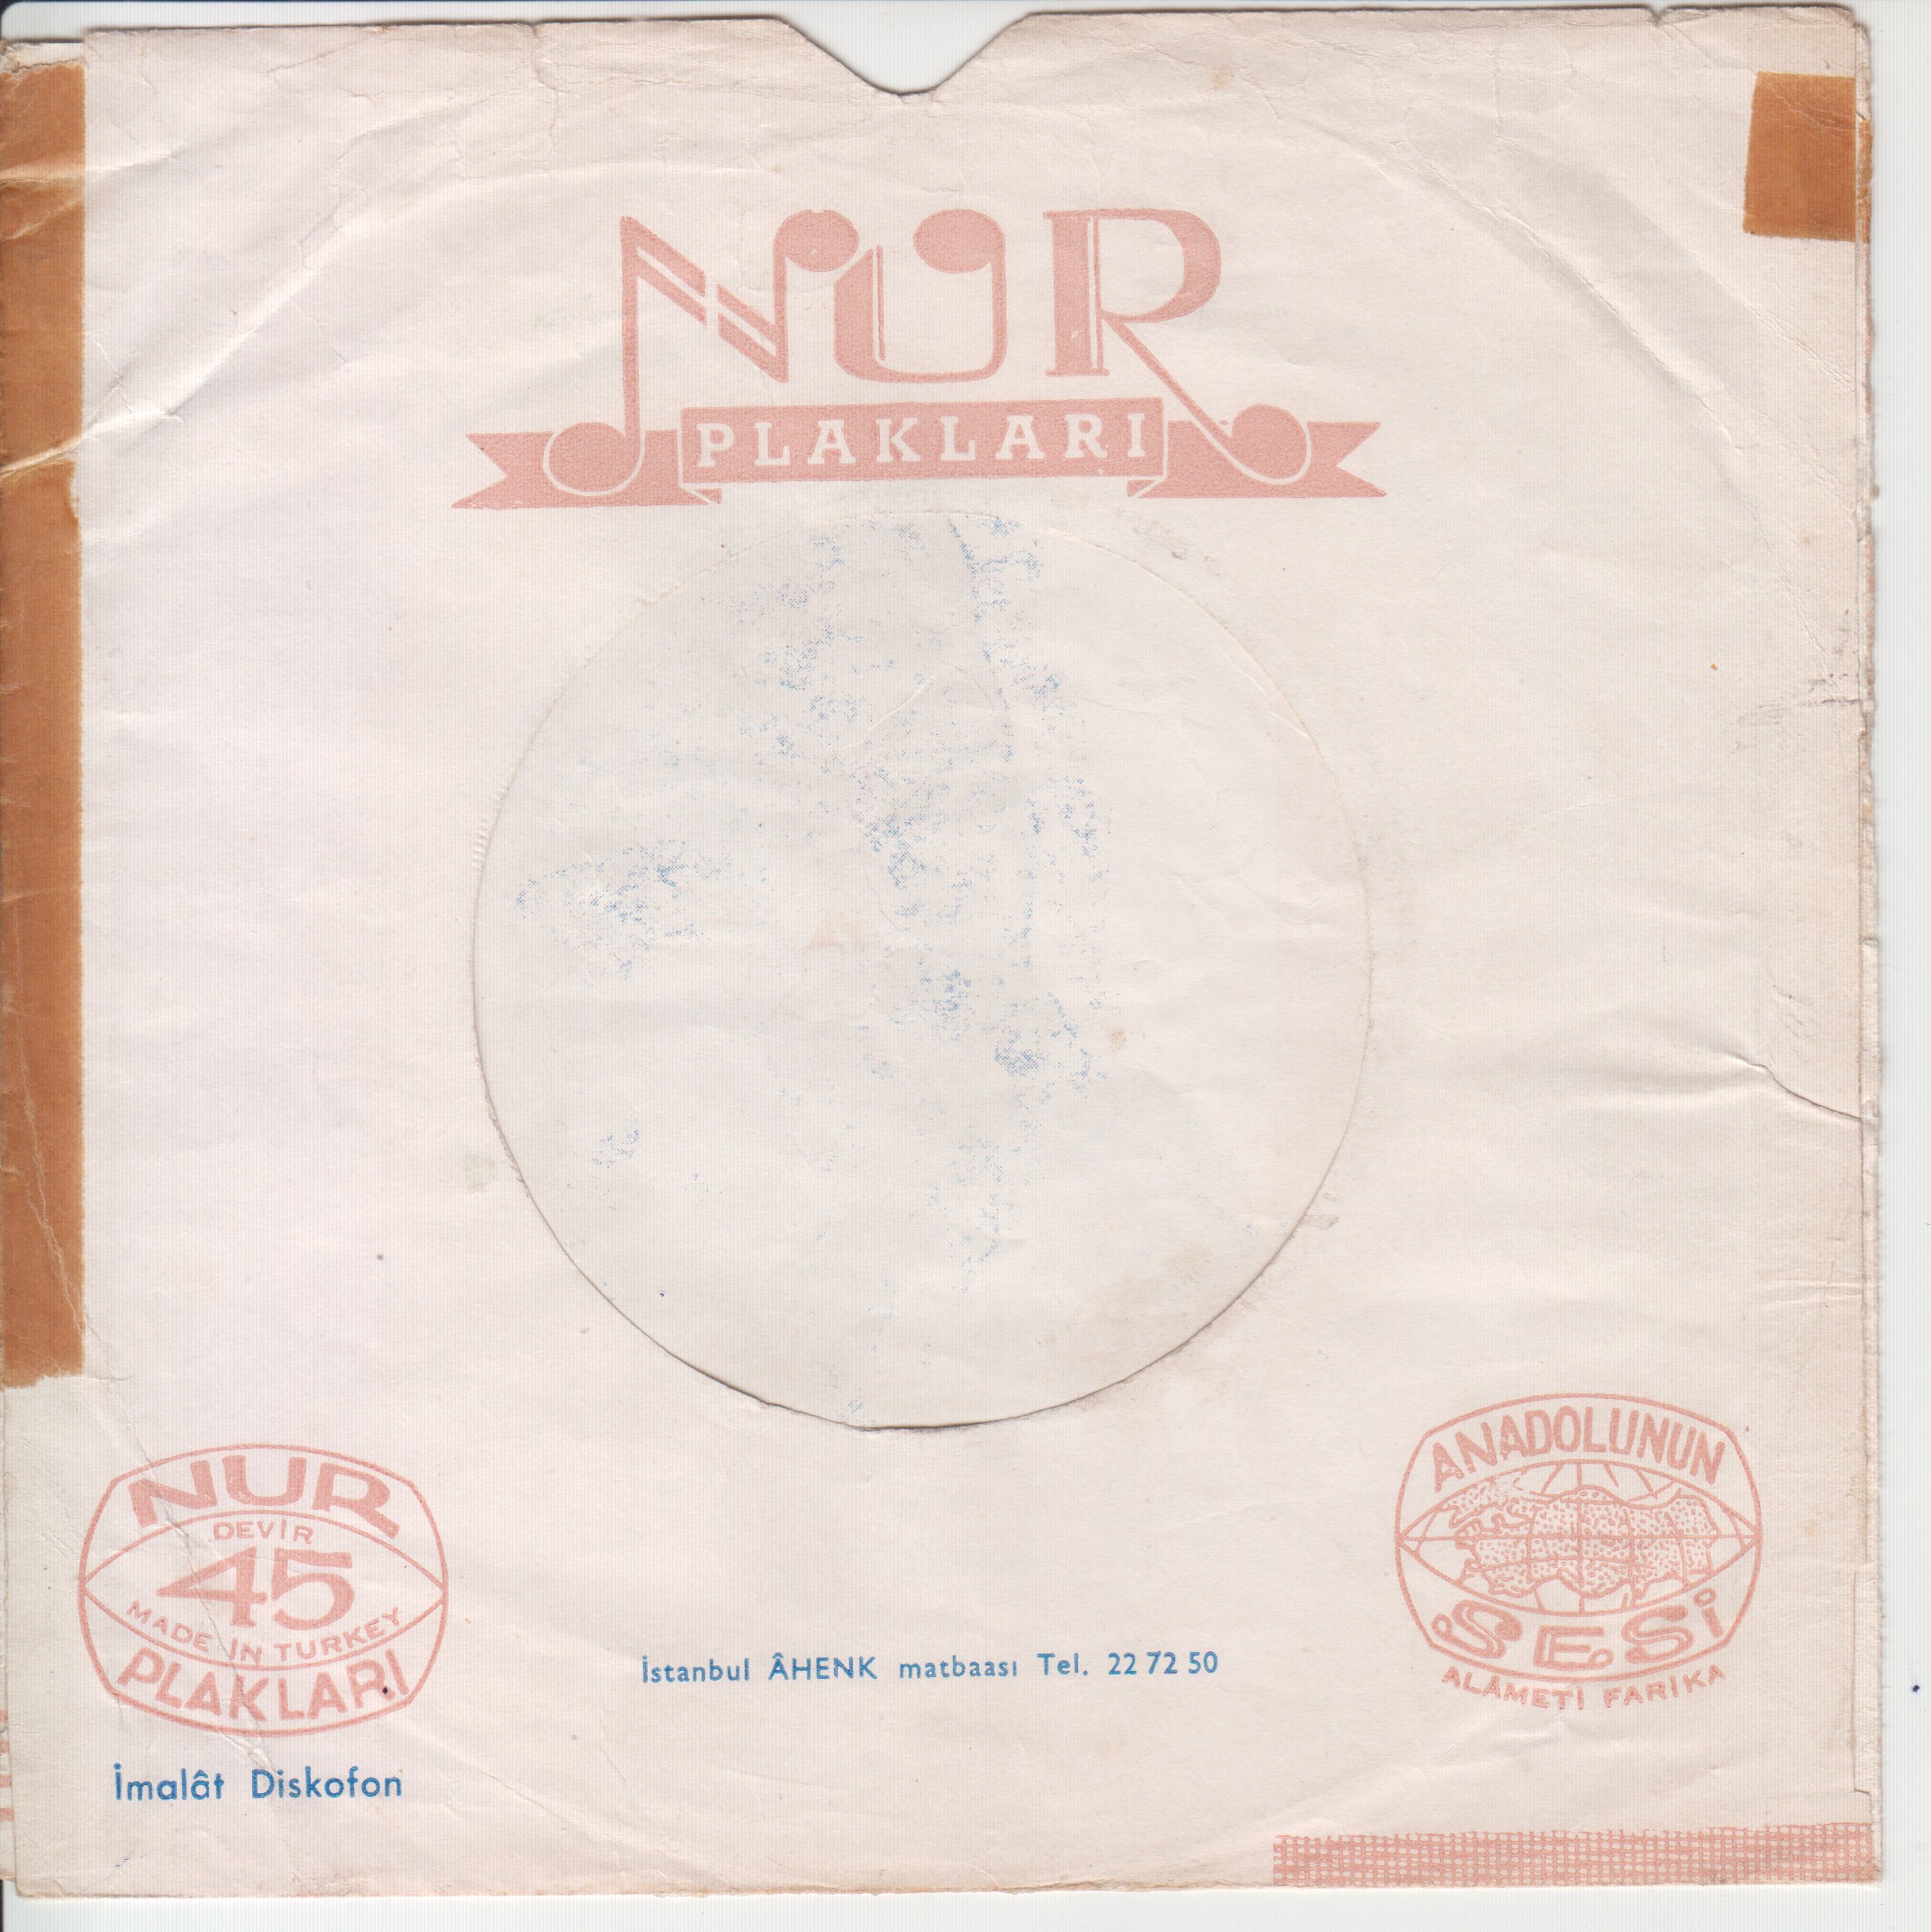 NUR
PLAKLARI
NUR
DEVİR
45
MADE İN TURKEY
PLAKLARI
İmalât Diskofon
İstanbul ÂHENK matbaası Tel. 22 72 50
ANADOLUNUN
SESİ
ALÂMETİ FARİKA